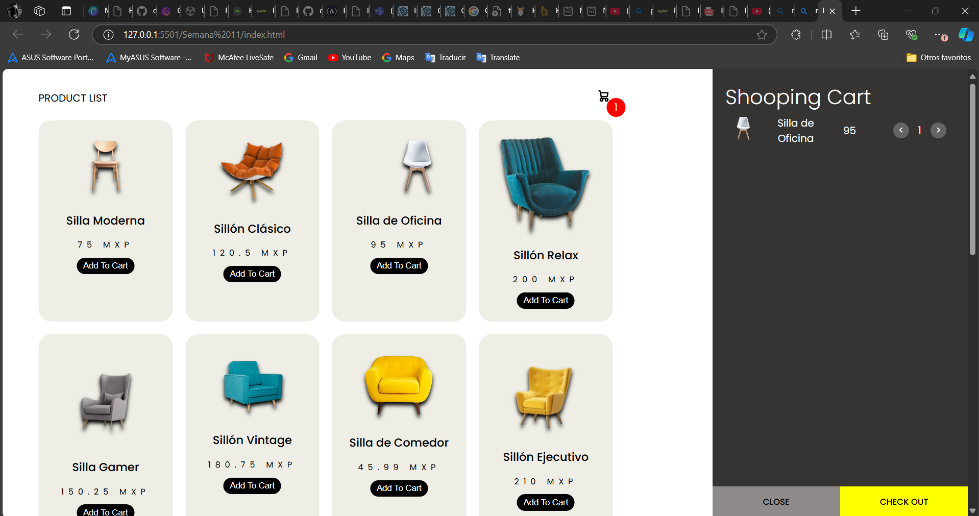 127.0.0.1:5501/Semana%2011/index.html
ASUS Software Port...
MyASUS Software -...
McAfee LiveSafe
Gmail
YouTube
Maps
Traducir
Translate
Otros favoritos
PRODUCT LIST
1
Silla Moderna
75 MXP
Add To Cart
Sillón Clásico
120.5 MXP
Add To Cart
Silla de Oficina
95 MXP
Add To Cart
Sillón Relax
200 MXP
Add To Cart
Silla Gamer
150.25 MXP
Add To Cart
Sillón Vintage
180.75 MXP
Add To Cart
Silla de Comedor
45.99 MXP
Add To Cart
Sillón Ejecutivo
210 MXP
Add To Cart
Shooping Cart
Silla de
Oficina
95
< 1 >
CLOSE
CHECK OUT